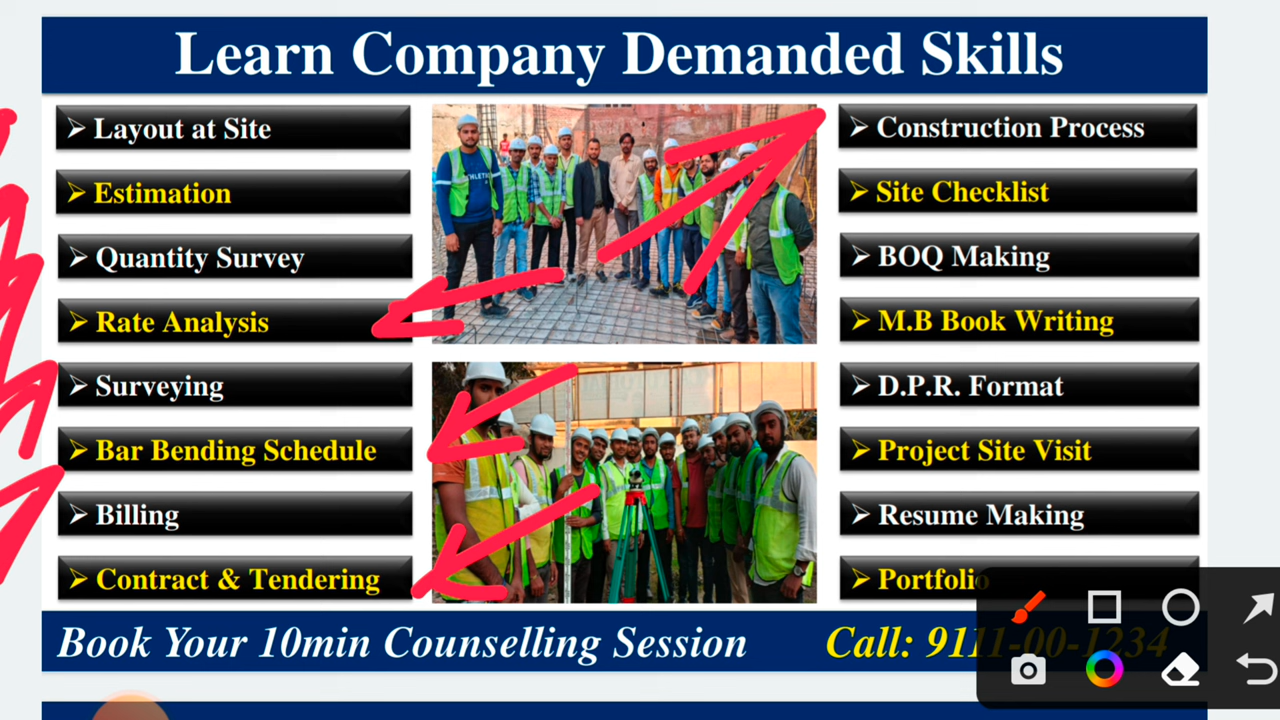 Learn Company Demanded Skills
Layout at Site
Estimation
Quantity Survey
Rate Analysis
Surveying
Bar Bending Schedule
Billing
Contract & Tendering
Construction Process
Site Checklist
BOQ Making
M.B Book Writing
D.P.R. Format
Project Site Visit
Resume Making
Portfolio
Book Your 10min Counselling Session
Call: 9111-00-1234